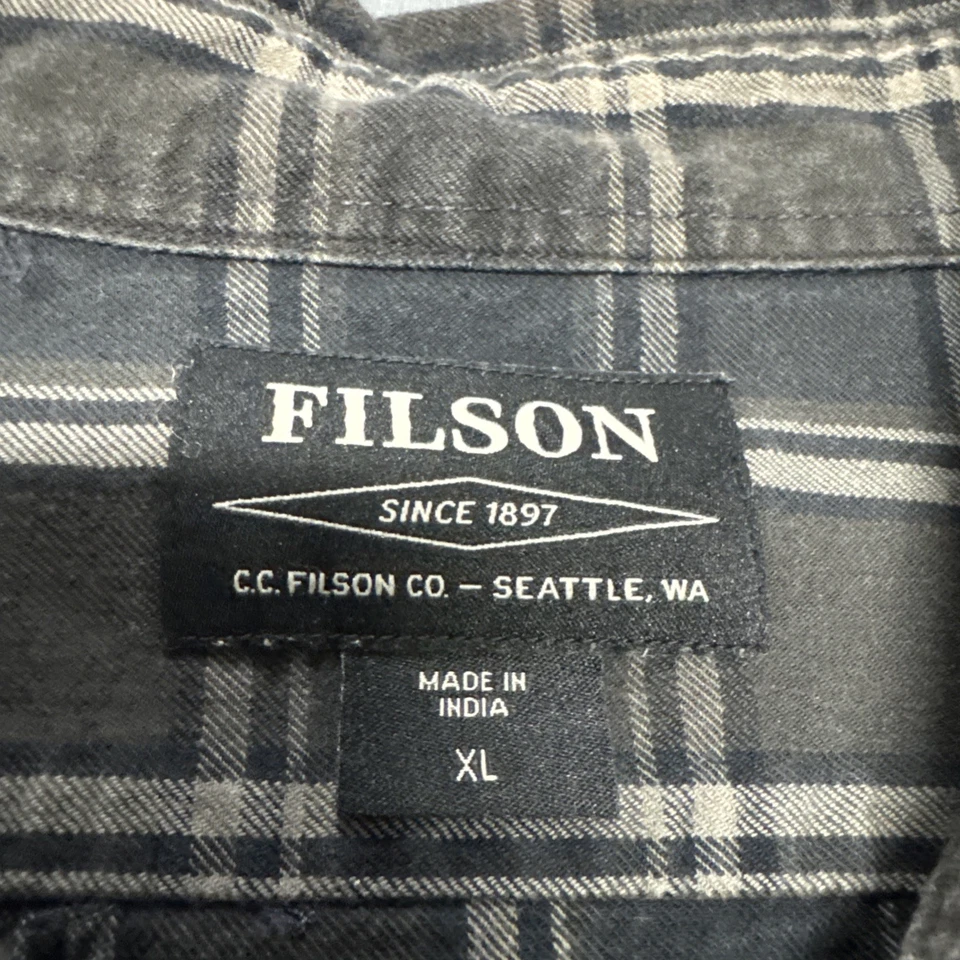 FILSON
SINCE 1897
C.C. FILSON CO. — SEATTLE, WA
MADE IN
INDIA
XL